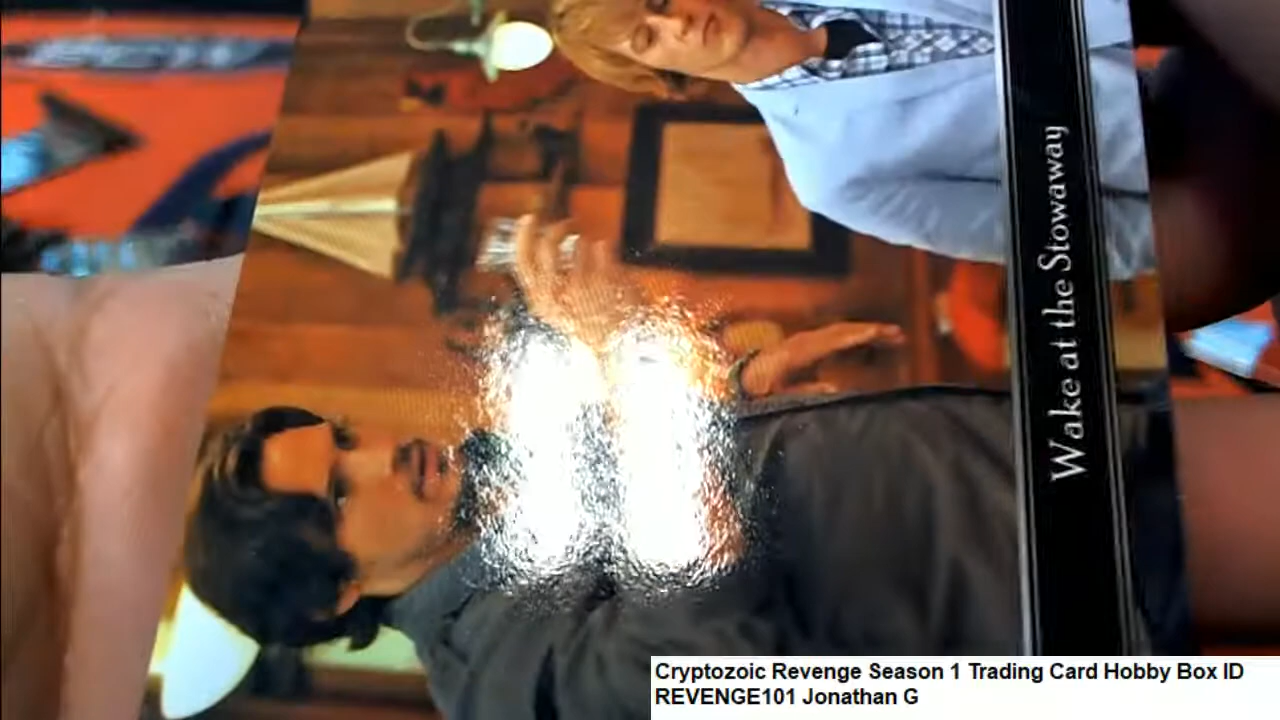 Wake at the Stowaway
Cryptozoic Revenge Season 1 Trading Card Hobby Box ID
REVENGE101 Jonathan G